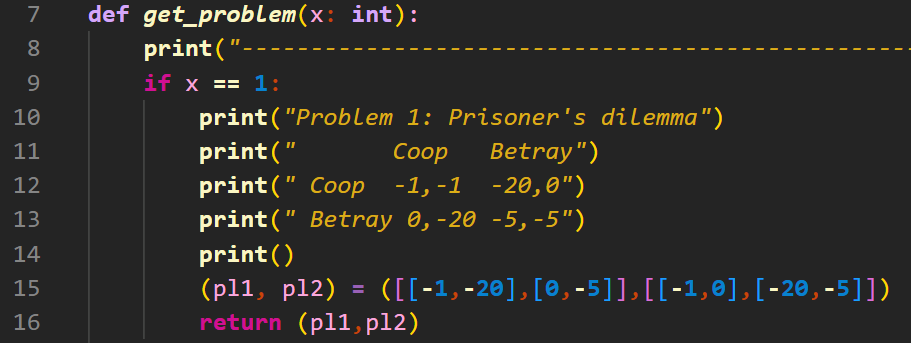 7 def get_problem(x: int):
8 print("-------------------------------------------------
9 if x == 1:
10 print("Problem 1: Prisoner's dilemma")
11 print("       Coop   Betray")
12 print(" Coop  -1,-1  -20,0")
13 print(" Betray 0,-20 -5,-5")
14 print()
15 (pl1, pl2) = ([[-1,-20],[0,-5]],[[-1,0],[-20,-5]])
16 return (pl1,pl2)